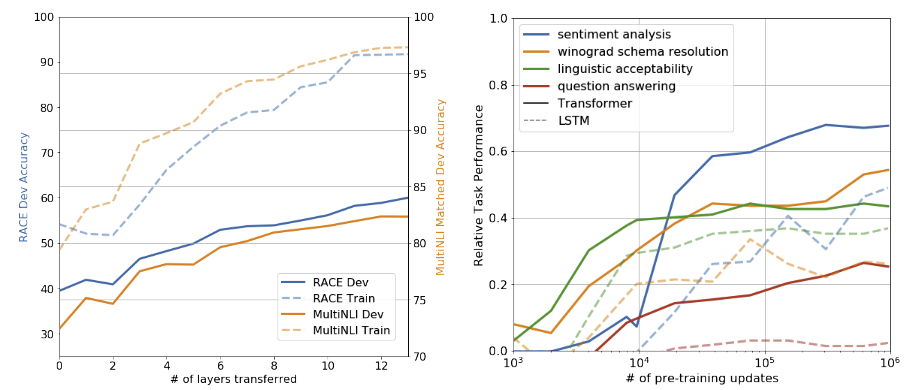 100
90
80
70
60
50
40
30
0
2
4
6
8
10
12
100
95
90
85
80
75
70
RACE Dev Accuracy
MultiNLI Matched Dev Accuracy
# of layers transferred
RACE Dev
RACE Train
MultiNLI Dev
MultiNLI Train
1.0
0.8
0.6
0.4
0.2
0.0
10³
10⁴
10⁵
10⁶
Relative Task Performance
# of pre-training updates
sentiment analysis
winograd schema resolution
linguistic acceptability
question answering
Transformer
LSTM